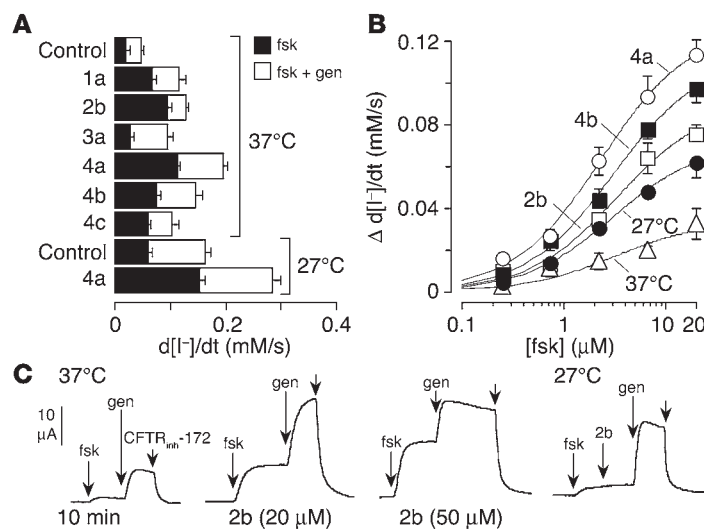 A
Control
1a
2b
3a
4a
4b
4c
Control
4a
fsk
fsk + gen
37°C
27°C
0
0.2
0.4
d[I⁻]/dt (mM/s)
B
0.12
0.08
0.04
0
Δ d[I⁻]/dt (mM/s)
4a
4b
2b
27°C
37°C
0.1
1
10
20
[fsk] (μM)
C
37°C
10
μA
fsk
gen
CFTRinh-172
10 min
fsk
gen
2b (20 μM)
fsk
gen
2b (50 μM)
27°C
fsk
2b
gen